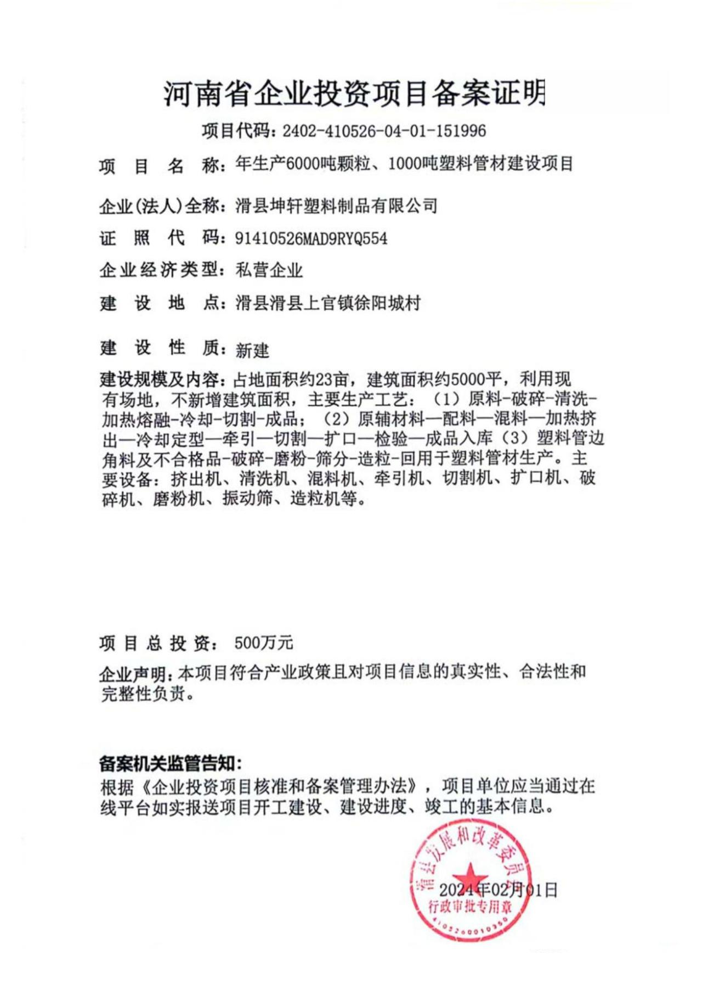 河南省企业投资项目备案证明
项目代码：2402-410526-04-01-151996
项目名称：年生产6000吨颗粒、1000吨塑料管材建设项目
企业(法人)全称：滑县坤轩塑料制品有限公司
证照代码：91410526MAD9RYQ554
企业经济类型：私营企业
建设地点：滑县滑县上官镇徐阳城村
建设性质：新建
建设规模及内容：占地面积约23亩，建筑面积约5000平，利用现
有场地，不新增建筑面积，主要生产工艺：（1）原料-破碎-清洗-
加热熔融-冷却-切割-成品；（2）原辅材料—配料—混料—加热挤
出—冷却定型—牵引—切割—扩口—检验—成品入库（3）塑料管边
角料及不合格品-破碎-磨粉-筛分-造粒-回用于塑料管材生产。主
要设备：挤出机、清洗机、混料机、牵引机、切割机、扩口机、破
碎机、磨粉机、振动筛、造粒机等。
项目总投资：500万元
企业声明：本项目符合产业政策且对项目信息的真实性、合法性和
完整性负责。
备案机关监管告知：
根据《企业投资项目核准和备案管理办法》，项目单位应当通过在
线平台如实报送项目开工建设、建设进度、竣工的基本信息。
滑县发展和改革委员会
2024年02月01日
行政审批专用章
4105260010350